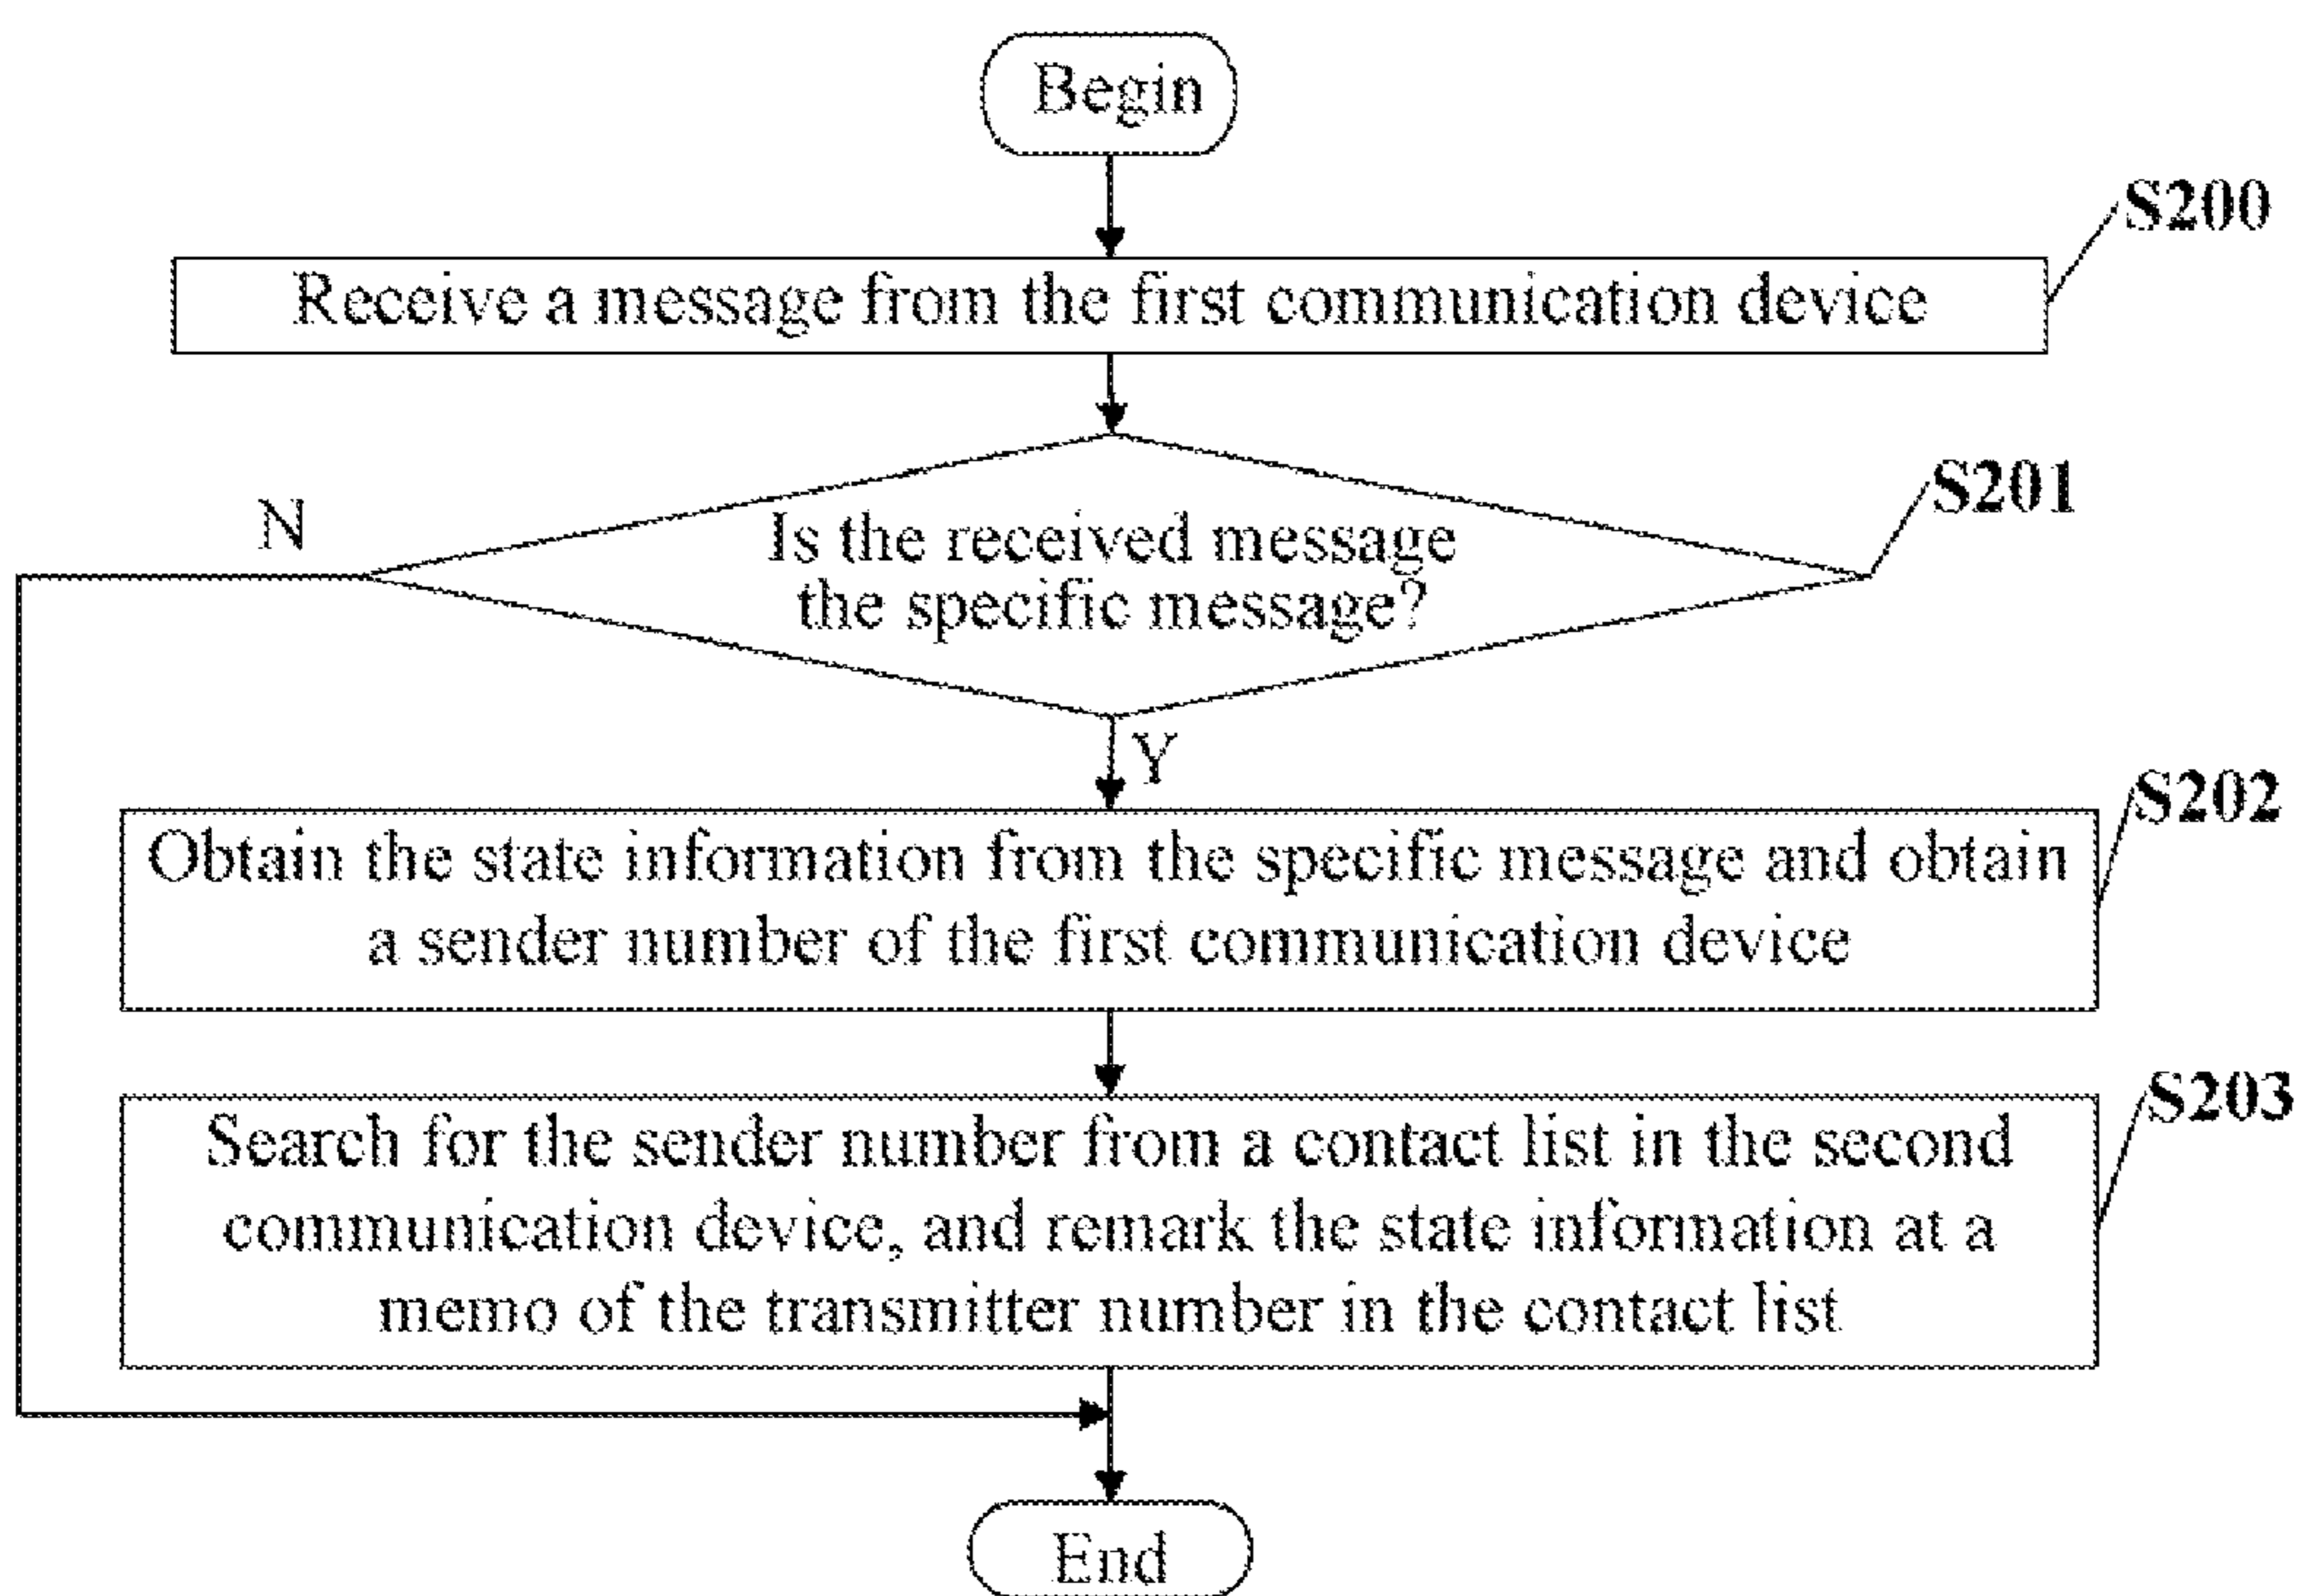 Begin
S200
Receive a message from the first communication device
S201
N
Is the received message
the specific message?
Y
S202
Obtain the state information from the specific message and obtain
a sender number of the first communication device
S203
Search for the sender number from a contact list in the second
communication device, and remark the state information at a
memo of the transmitter number in the contact list
End